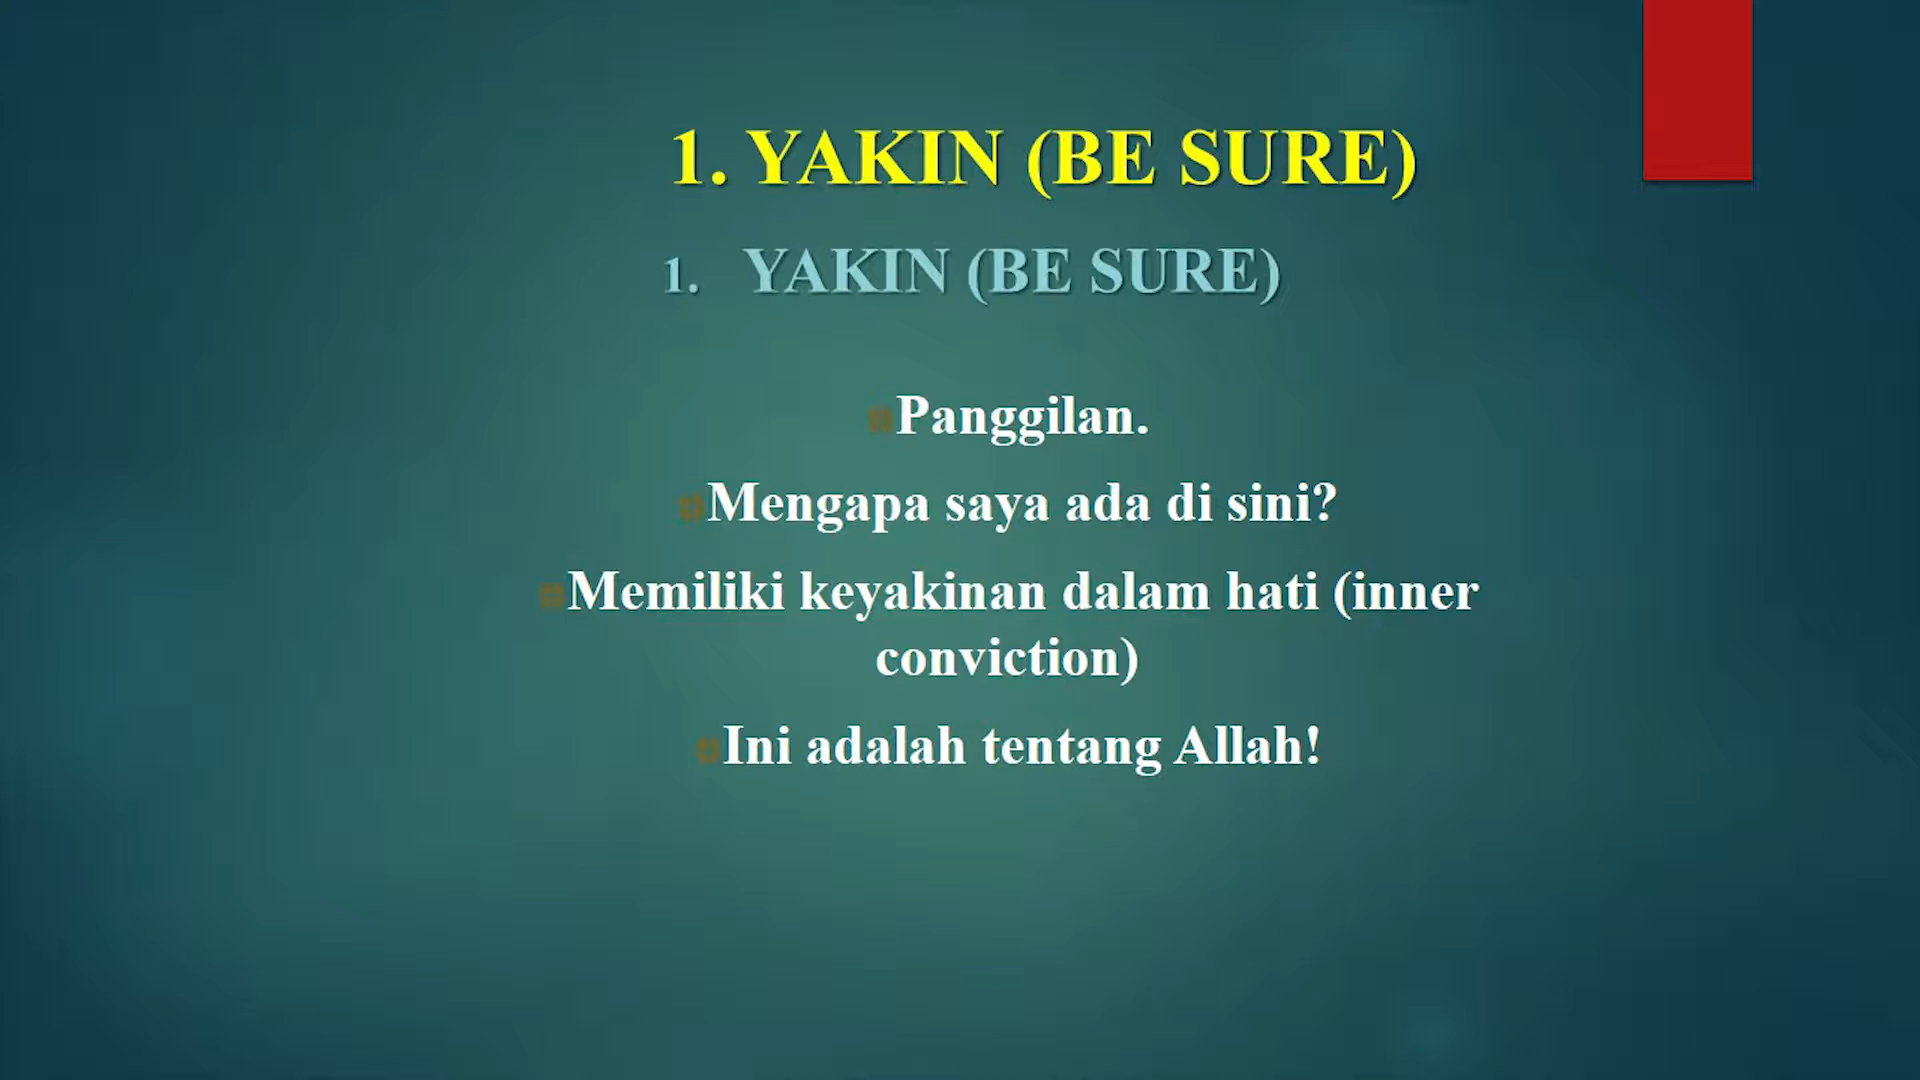 1. YAKIN (BE SURE)
1. YAKIN (BE SURE)
Panggilan.
Mengapa saya ada di sini?
Memiliki keyakinan dalam hati (inner
conviction)
Ini adalah tentang Allah!